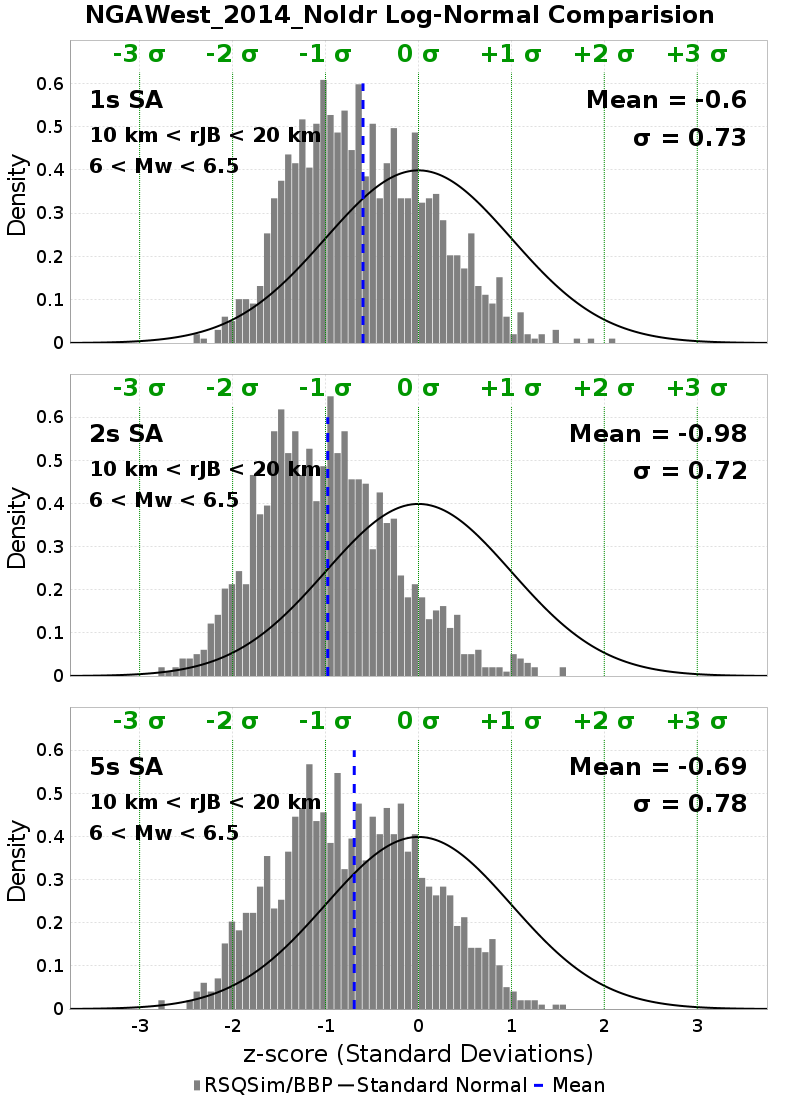 NGAWest_2014_NoIdr Log-Normal Comparision
-3 σ -2 σ -1 σ 0 σ +1 σ +2 σ +3 σ
1s SA
10 km < rJB < 20 km
6 < Mw < 6.5
Mean = -0.6
σ = 0.73
0.6
0.5
0.4
0.3
0.2
0.1
0
Density
-3 σ -2 σ -1 σ 0 σ +1 σ +2 σ +3 σ
2s SA
10 km < rJB < 20 km
6 < Mw < 6.5
Mean = -0.98
σ = 0.72
0.6
0.5
0.4
0.3
0.2
0.1
0
Density
-3 σ -2 σ -1 σ 0 σ +1 σ +2 σ +3 σ
5s SA
10 km < rJB < 20 km
6 < Mw < 6.5
Mean = -0.69
σ = 0.78
0.6
0.5
0.4
0.3
0.2
0.1
0
Density
-3 -2 -1 0 1 2 3
z-score (Standard Deviations)
RSQSim/BBP Standard Normal Mean